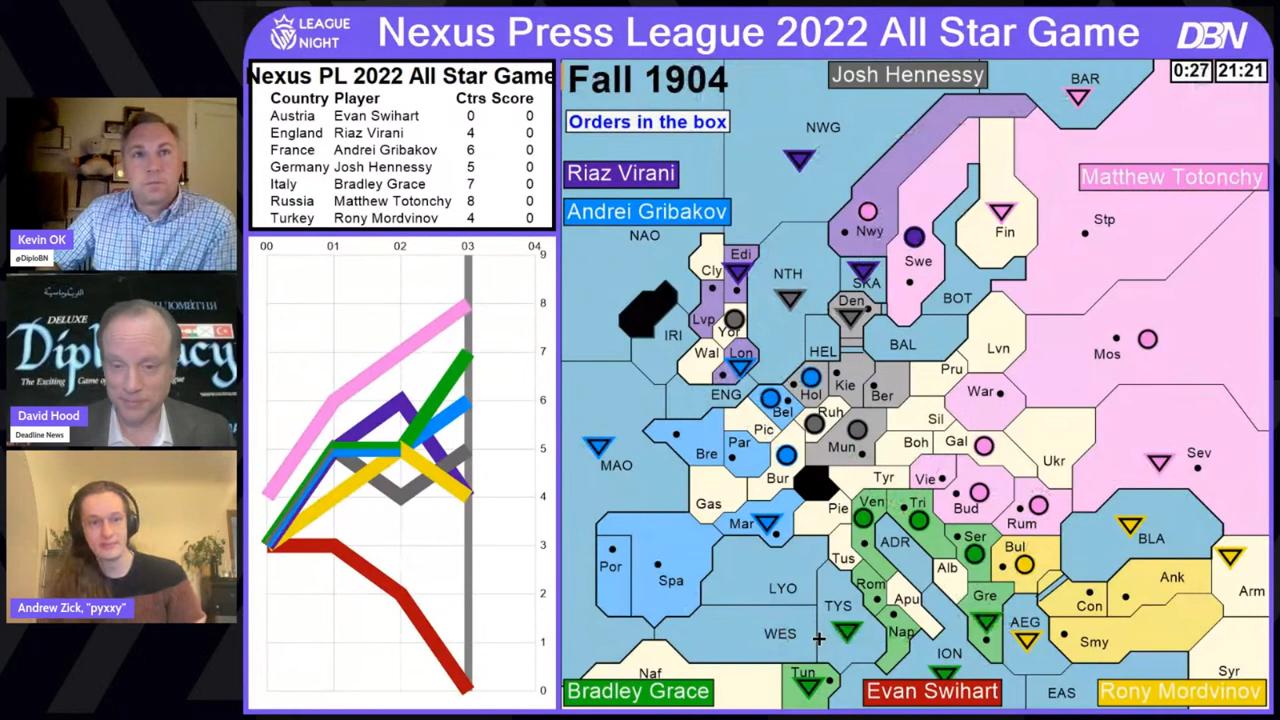 LEAGUE
NIGHT
Nexus Press League 2022 All Star Game
DBN
Nexus PL 2022 All Star Game
Country Player Ctrs Score
Austria Evan Swihart 0 0
England Riaz Virani 4 0
France Andrei Gribakov 6 0
Germany Josh Hennessy 5 0
Italy Bradley Grace 7 0
Russia Matthew Totonchy 8 0
Turkey Rony Mordvinov 4 0
00 01 02 03 04
9
8
7
6
5
4
3
2
1
0
Kevin OK
@DiploBN
DELUXE
Diplomacy
The Exciting Game of
David Hood
Deadline News
Andrew Zick, "pyxxy"
Fall 1904
Josh Hennessy
0:27 21:21
Orders in the box
Riaz Virani
Andrei Gribakov
Matthew Totonchy
BAR
NWG
NAO
Nwy
Swe
Fin
Stp
Edi
Cly
NTH
SKA
Den
BOT
IRI
Lvp
Yor
Wal
Lon
HEL
BAL
Lvn
Mos
Pru
ENG
Bel
Hol
Kie
Ber
War
Pic
Ruh
Sil
MAO
Bre
Par
Mun
Boh
Gal
Ukr
Sev
Bur
Tyr
Vie
Bud
Rum
Gas
Mar
Pie
Ven
Tri
BLA
Por
Spa
Tus
ADR
Ser
Bul
Alb
Ank
Arm
LYO
TYS
Rom
Apu
Gre
Con
WES
Nap
AEG
Smy
ION
Naf
Tun
Syr
EAS
Bradley Grace
Evan Swihart
Rony Mordvinov